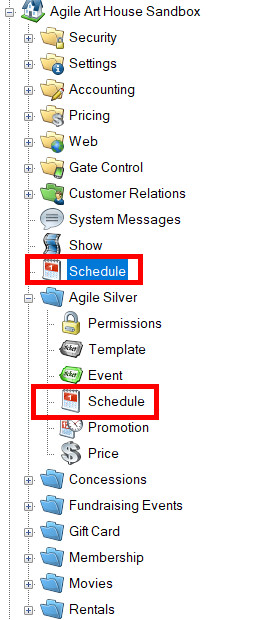 Agile Art House Sandbox
Security
Settings
Accounting
Pricing
Web
Gate Control
Customer Relations
System Messages
Show
Schedule
Agile Silver
Permissions
Template
Event
Schedule
Promotion
Price
Concessions
Fundraising Events
Gift Card
Membership
Movies
Rentals